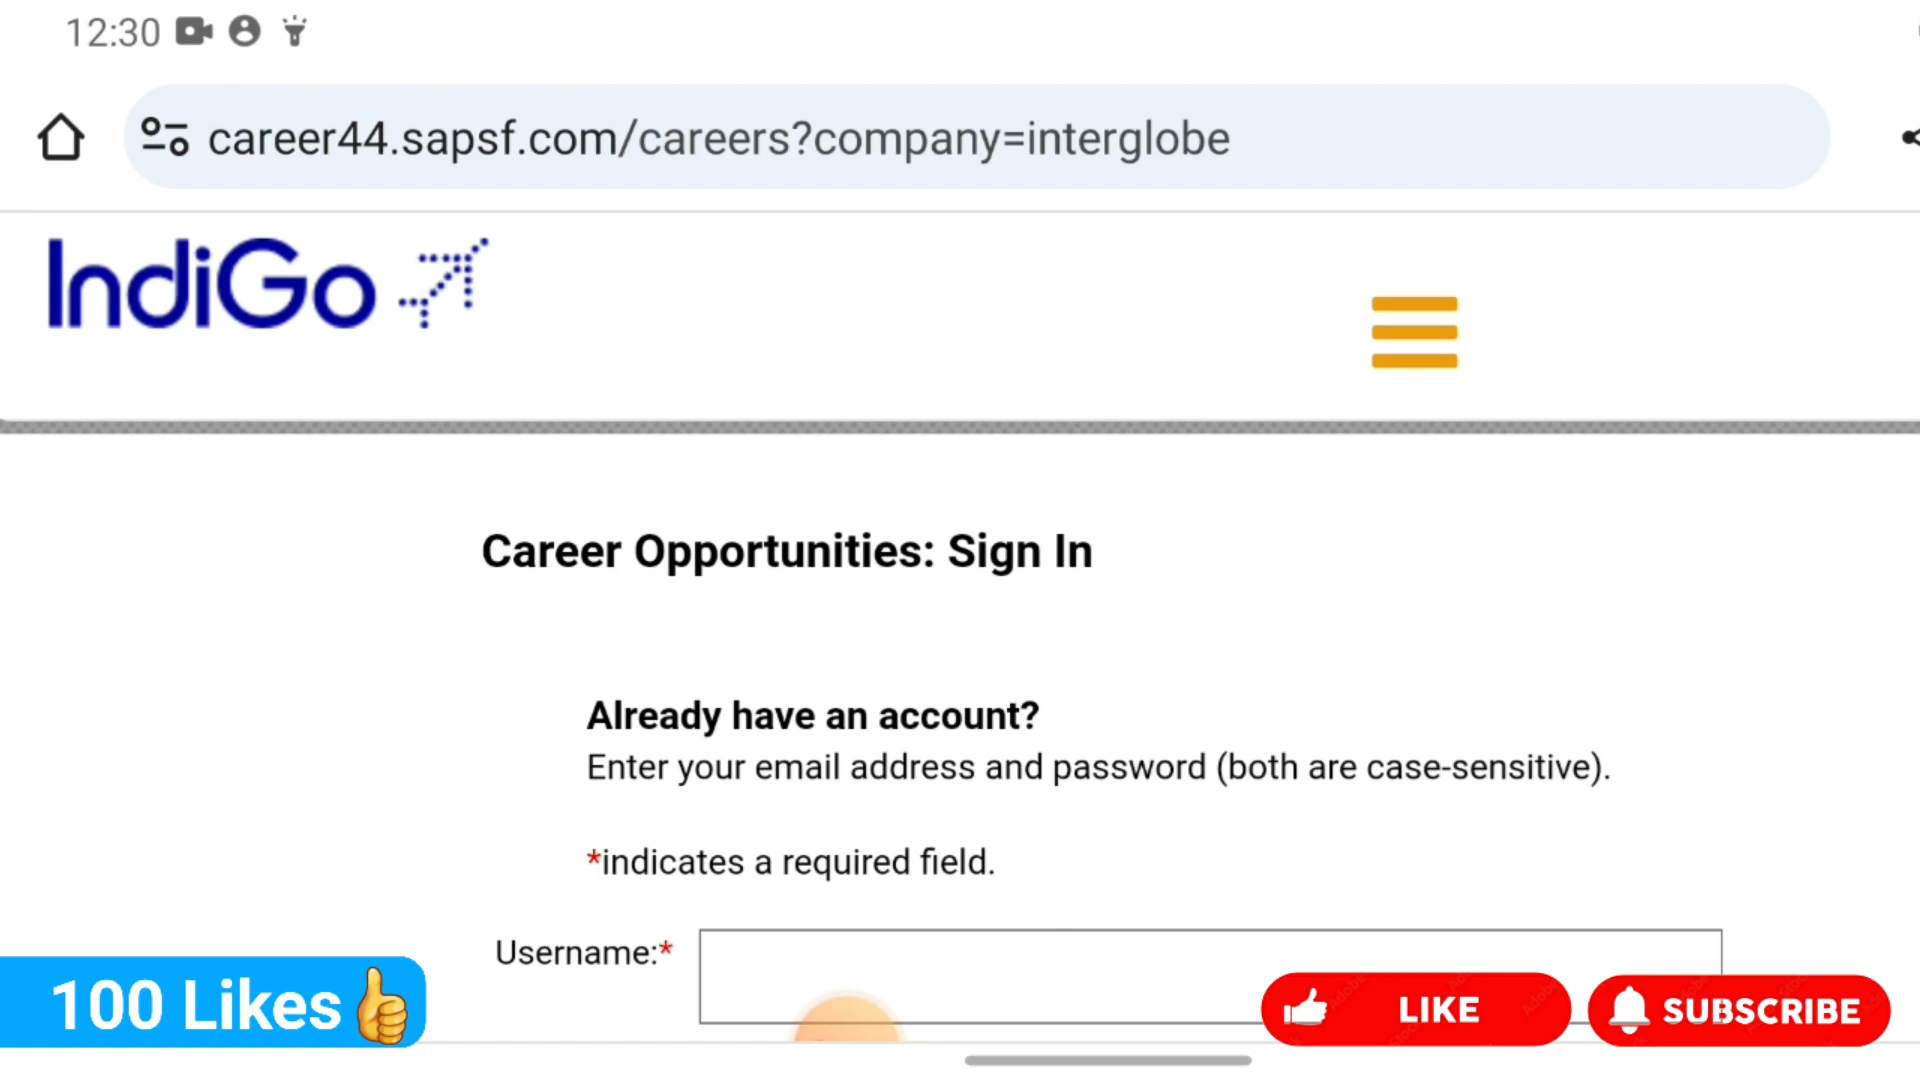 12:30
career44.sapsf.com/careers?company=interglobe
IndiGo
Career Opportunities: Sign In
Already have an account?
Enter your email address and password (both are case-sensitive).
*indicates a required field.
Username:*
100 Likes
LIKE
SUBSCRIBE